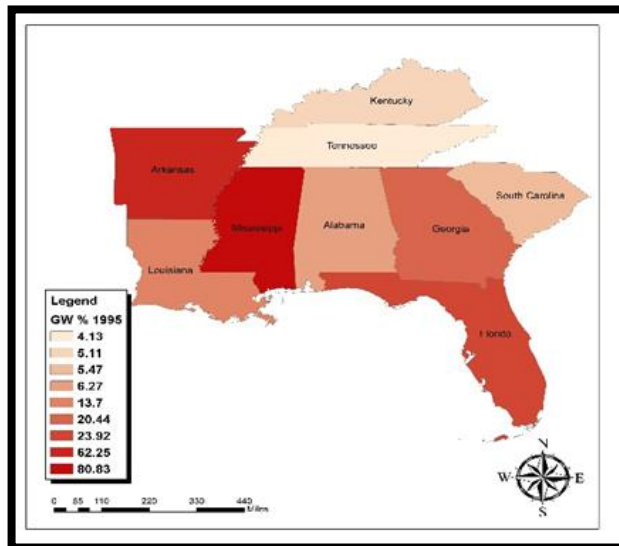 Kentucky
Tennessee
Arkansas
South Carolina
Mississippi
Alabama
Georgia
Louisiana
Florida
Legend
GW % 1995
4.13
5.11
5.47
6.27
13.7
20.44
23.92
62.25
80.83
N
W E
S
0 55 110 220 330 440
Miles